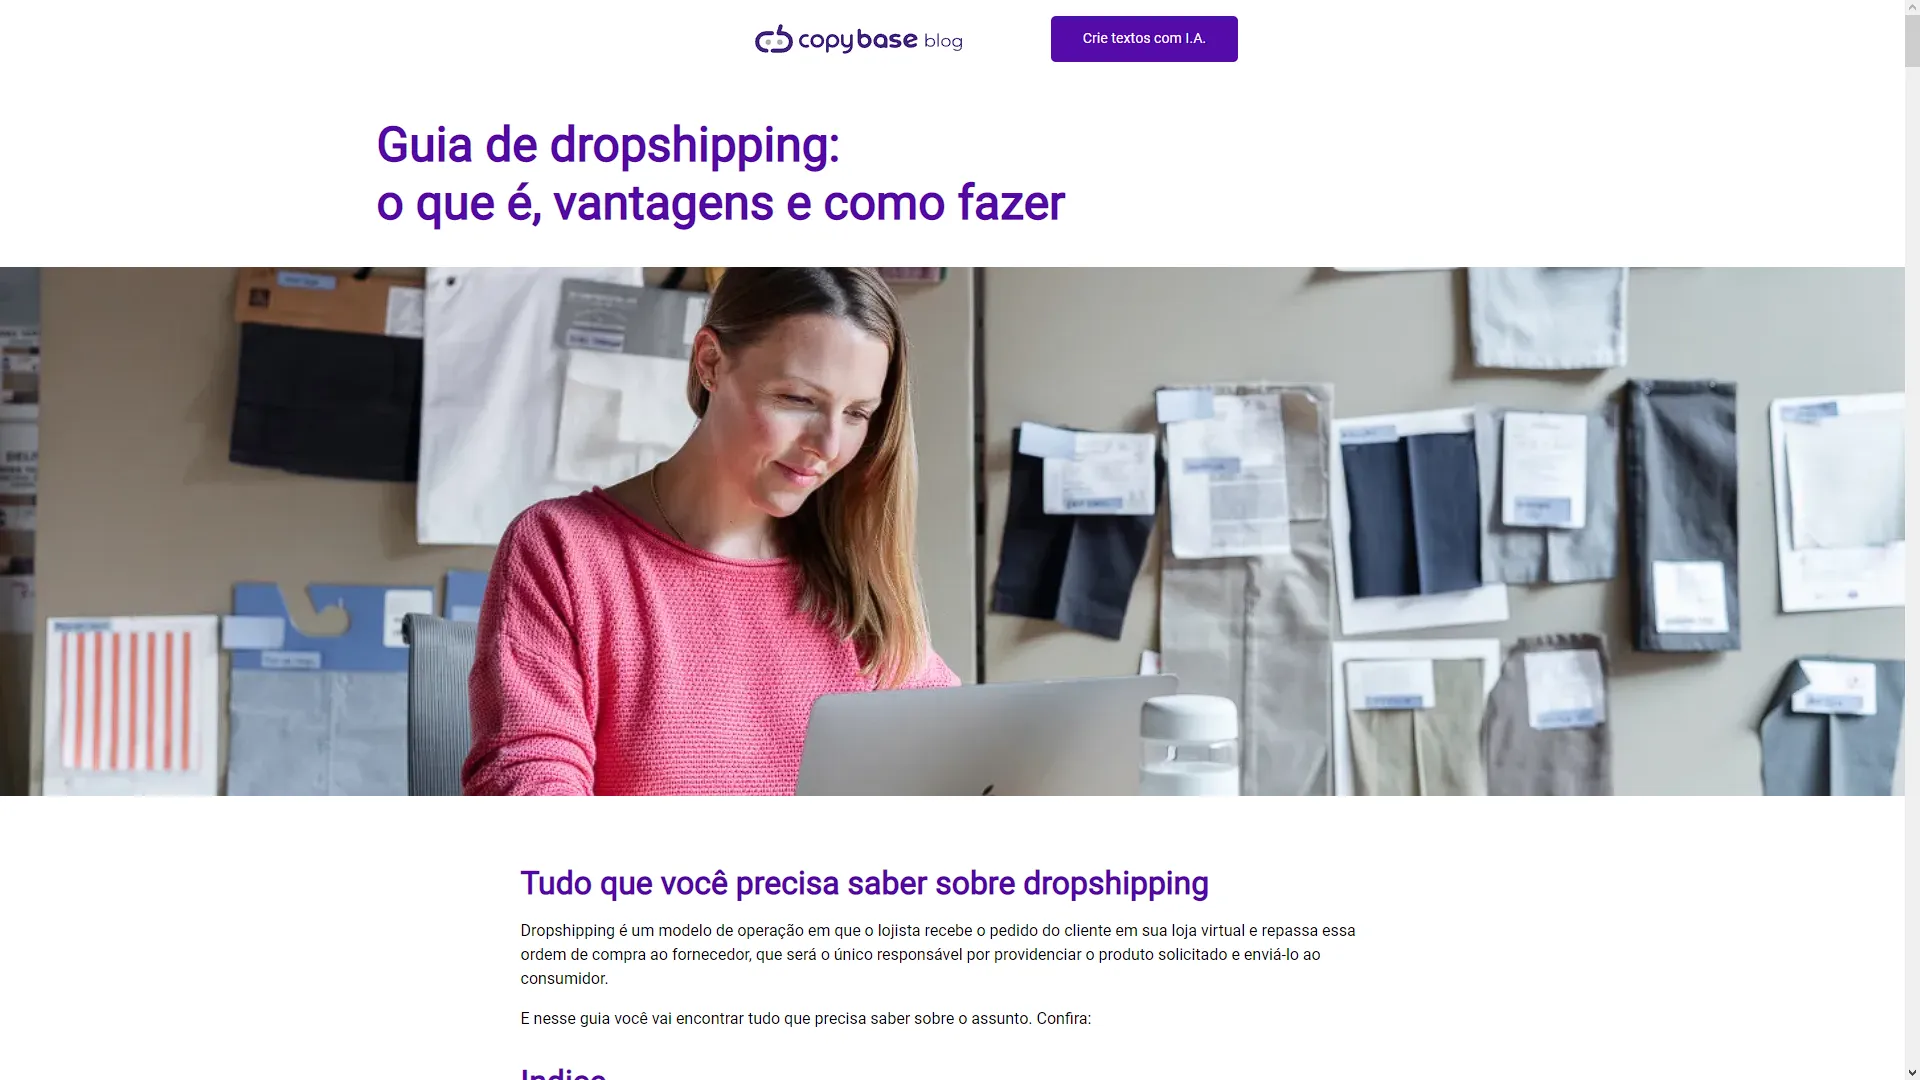 copybase blog
Crie textos com I.A.
Guia de dropshipping:
o que é, vantagens e como fazer
Tudo que você precisa saber sobre dropshipping
Dropshipping é um modelo de operação em que o lojista recebe o pedido do cliente em sua loja virtual e repassa essa
ordem de compra ao fornecedor, que será o único responsável por providenciar o produto solicitado e enviá-lo ao
consumidor.
E nesse guia você vai encontrar tudo que precisa saber sobre o assunto. Confira: